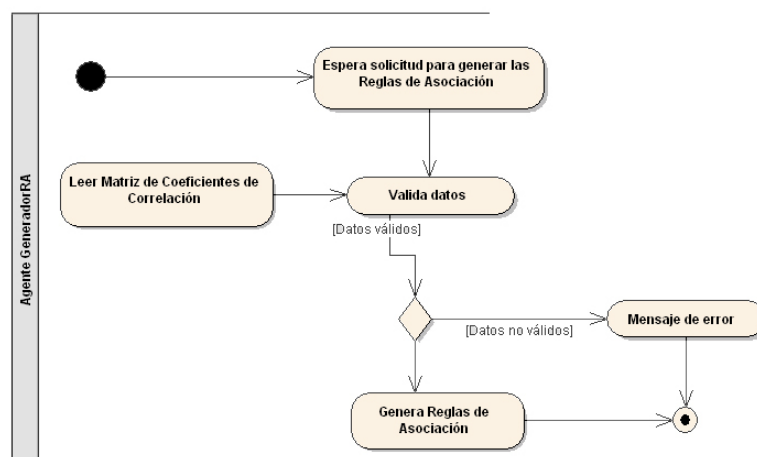 Agente GeneradorRA
Espera solicitud para generar las
Reglas de Asociación
Leer Matriz de Coeficientes de
Correlación
Valida datos
[Datos válidos]
[Datos no válidos]
Mensaje de error
Genera Reglas de
Asociación